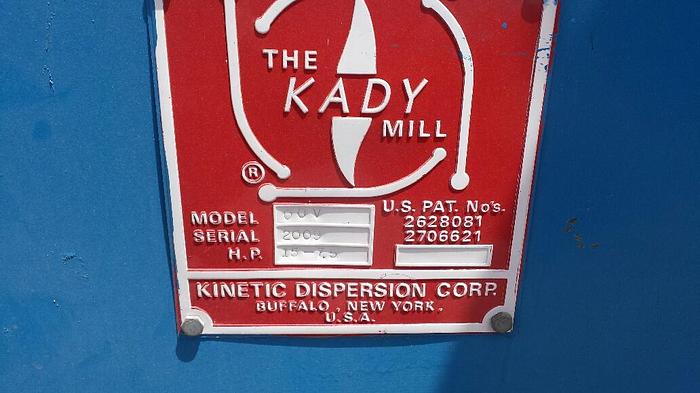 THE
KADY
MILL
®
U.S. PAT. No's.
MODEL
2628081
SERIAL
2706621
H.P.
KINETIC DISPERSION CORP.
BUFFALO, NEW YORK,
U.S.A.